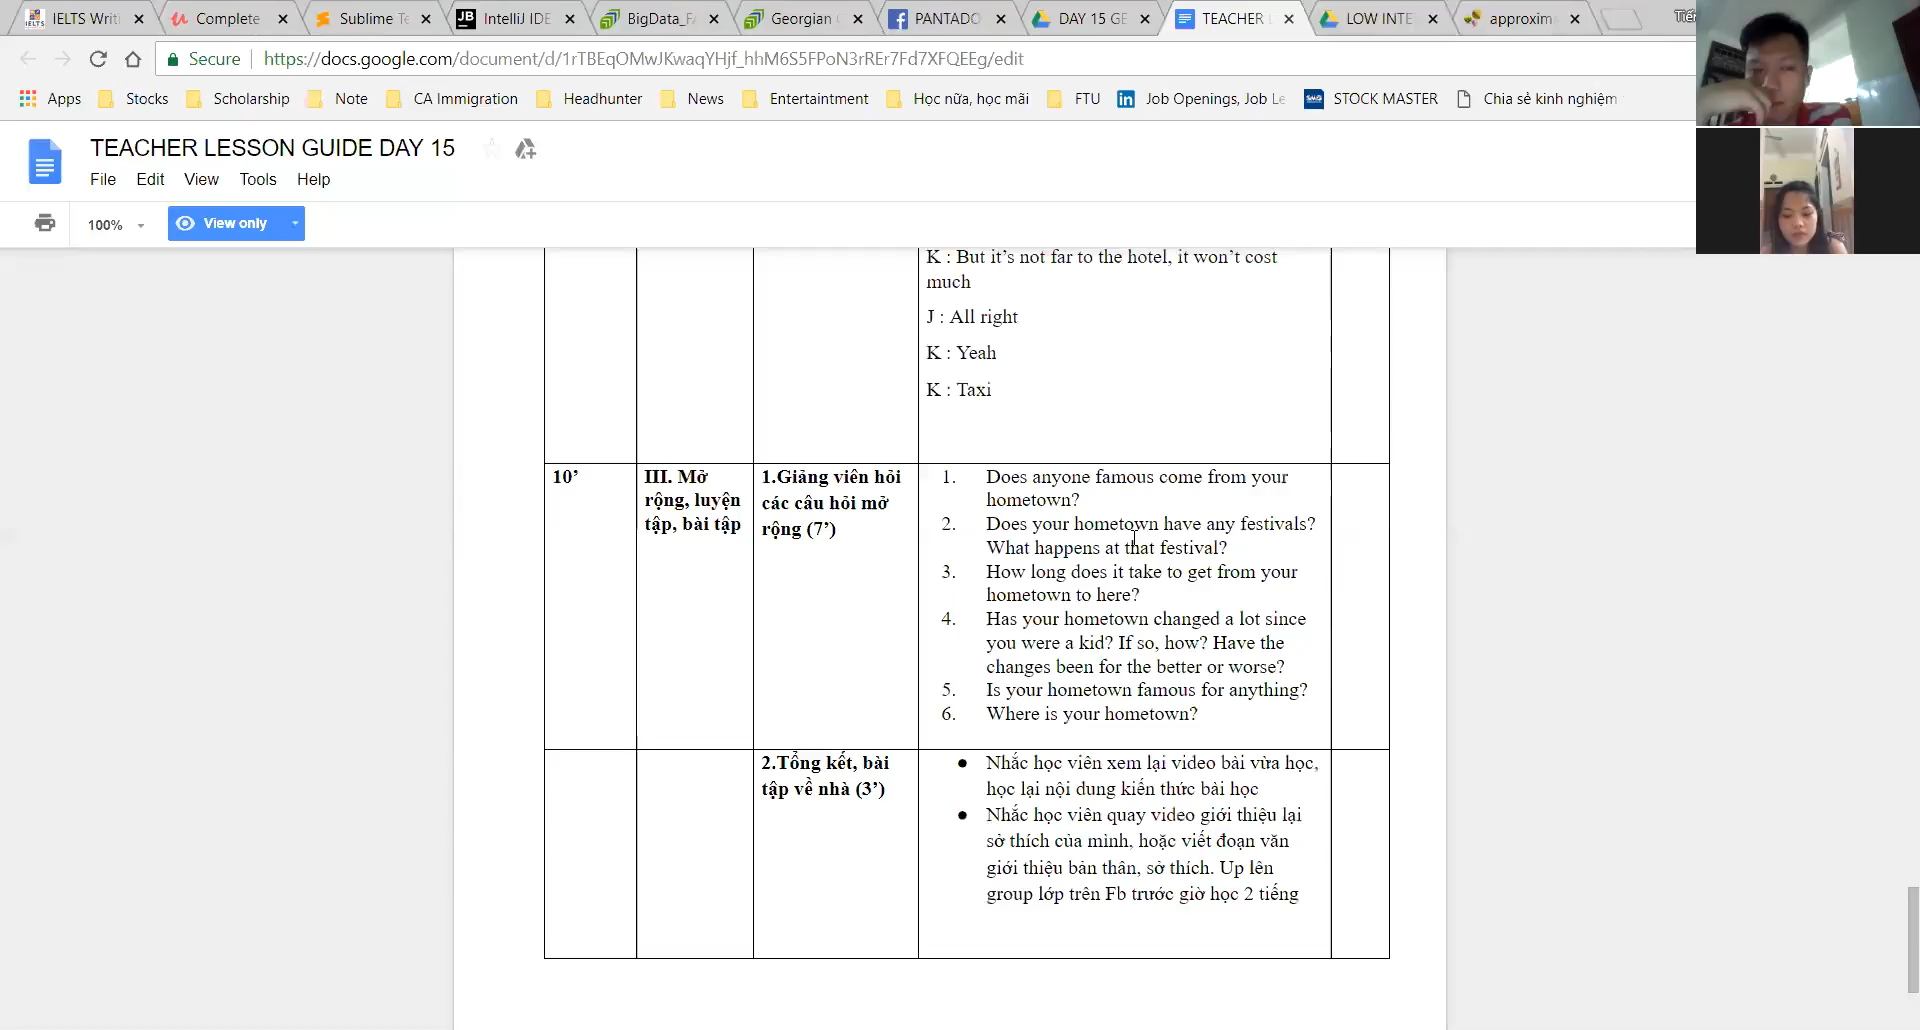 IELTS Writi
Complete
Sublime Te
IntelliJ IDE
BigData_FA
Georgian
PANTADO
DAY 15 GE
TEACHER
LOW INTE
approxim
Secure
https://docs.google.com/document/d/1rTBEqOMwJKwaqYHjf_hhM6S5FPoN3rREr7Fd7XFQEEg/edit
Apps
Stocks
Scholarship
Note
CA Immigration
Headhunter
News
Entertaintment
Học nữa, học mãi
FTU
Job Openings, Job Le
STOCK MASTER
Chia sẻ kinh nghiệm
TEACHER LESSON GUIDE DAY 15
File Edit View Tools Help
100%
View only
K : But it’s not far to the hotel, it won’t cost
much
J : All right
K : Yeah
K : Taxi
10’
III. Mở
rộng, luyện
tập, bài tập
1.Giảng viên hỏi
các câu hỏi mở
rộng (7’)
1. Does anyone famous come from your
hometown?
2. Does your hometown have any festivals?
What happens at that festival?
3. How long does it take to get from your
hometown to here?
4. Has your hometown changed a lot since
you were a kid? If so, how? Have the
changes been for the better or worse?
5. Is your hometown famous for anything?
6. Where is your hometown?
2.Tổng kết, bài
tập về nhà (3’)
● Nhắc học viên xem lại video bài vừa học,
học lại nội dung kiến thức bài học
● Nhắc học viên quay video giới thiệu lại
sở thích của mình, hoặc viết đoạn văn
giới thiệu bản thân, sở thích. Up lên
group lớp trên Fb trước giờ học 2 tiếng